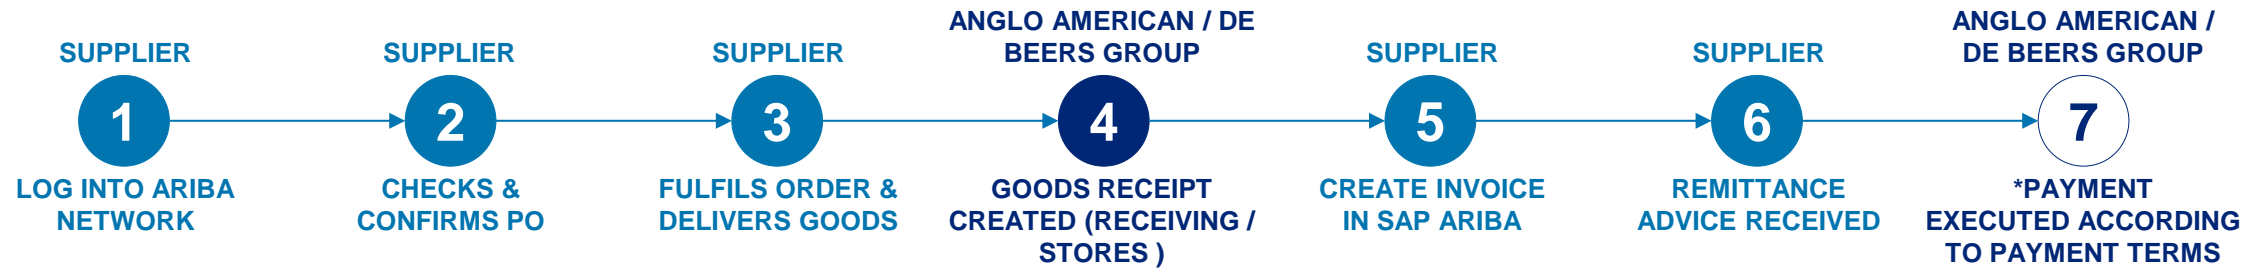 SUPPLIER
1
LOG INTO ARIBA
NETWORK
SUPPLIER
2
CHECKS &
CONFIRMS PO
SUPPLIER
3
FULFILS ORDER &
DELIVERS GOODS
ANGLO AMERICAN / DE
BEERS GROUP
4
GOODS RECEIPT
CREATED (RECEIVING /
STORES )
SUPPLIER
5
CREATE INVOICE
IN SAP ARIBA
SUPPLIER
6
REMITTANCE
ADVICE RECEIVED
ANGLO AMERICAN /
DE BEERS GROUP
7
*PAYMENT
EXECUTED ACCORDING
TO PAYMENT TERMS